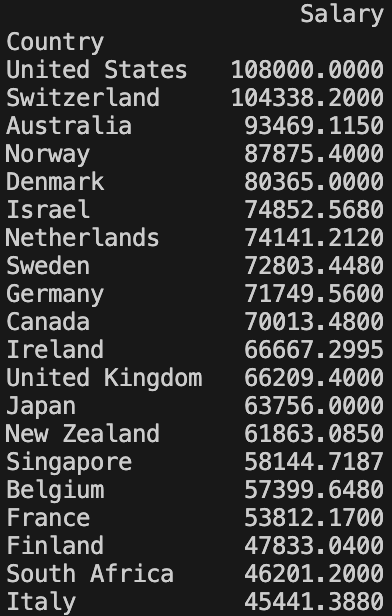 Salary
Country
United States 108000.0000
Switzerland 104338.2000
Australia 93469.1150
Norway 87875.4000
Denmark 80365.0000
Israel 74852.5680
Netherlands 74141.2120
Sweden 72803.4480
Germany 71749.5600
Canada 70013.4800
Ireland 66667.2995
United Kingdom 66209.4000
Japan 63756.0000
New Zealand 61863.0850
Singapore 58144.7187
Belgium 57399.6480
France 53812.1700
Finland 47833.0400
South Africa 46201.2000
Italy 45441.3880